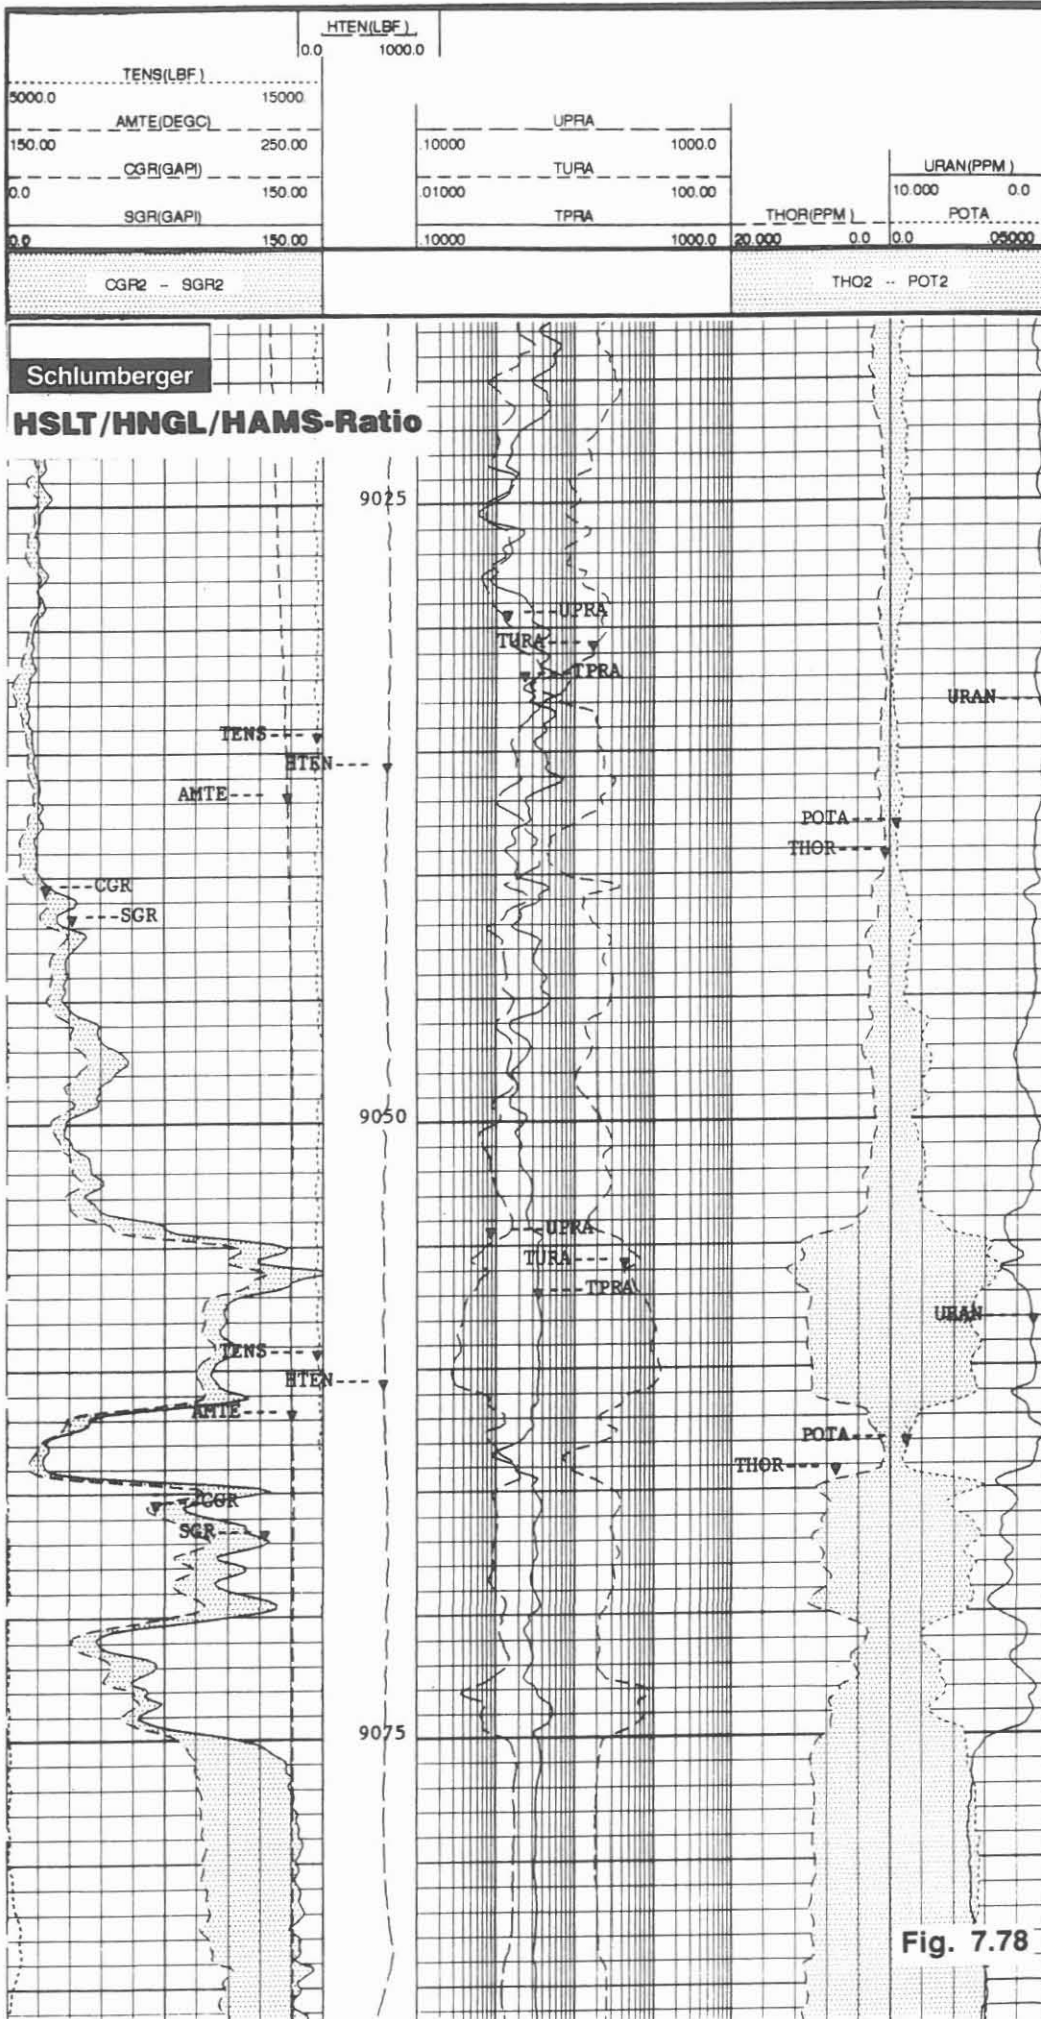 HTEN(LBF)
0.0 1000.0
TENS(LBF)
5000.0 15000.
AMTE(DEGC)
150.00 250.00
CGR(GAPI)
0.0 150.00
SGR(GAPI)
0.0 150.00
UPRA
.10000 1000.0
TURA
.01000 100.00
TPRA
.10000 1000.0
URAN(PPM)
10.000 0.0
THOR(PPM) POTA
20.000 0.0 0.0 .05000
CGR2 -- SGR2
THO2 -- POT2
Schlumberger
HSLT/HNGL/HAMS-Ratio
9025
UPRA
TURA
TPRA
URAN
TENS
HTEN
AMTE
POTA
THOR
CGR
SGR
9050
UPRA
TURA
TPRA
URAN
TENS
HTEN
AMTE
POTA
THOR
CGR
SGR
9075
Fig. 7.78